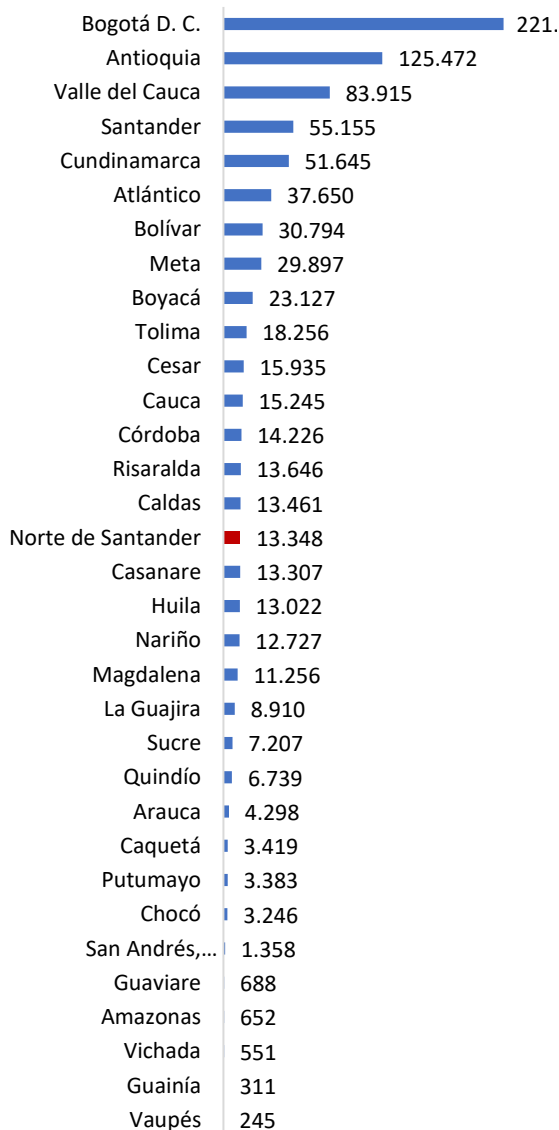 Bogotá D. C. 221.
Antioquia 125.472
Valle del Cauca 83.915
Santander 55.155
Cundinamarca 51.645
Atlántico 37.650
Bolívar 30.794
Meta 29.897
Boyacá 23.127
Tolima 18.256
Cesar 15.935
Cauca 15.245
Córdoba 14.226
Risaralda 13.646
Caldas 13.461
Norte de Santander 13.348
Casanare 13.307
Huila 13.022
Nariño 12.727
Magdalena 11.256
La Guajira 8.910
Sucre 7.207
Quindío 6.739
Arauca 4.298
Caquetá 3.419
Putumayo 3.383
Chocó 3.246
San Andrés,… 1.358
Guaviare 688
Amazonas 652
Vichada 551
Guainía 311
Vaupés 245